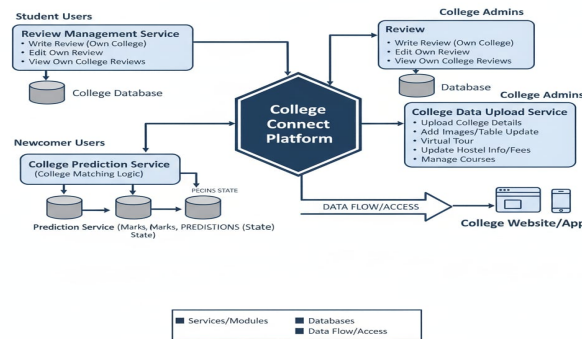 Student Users
Review Management Service
• Write Review (Own College)
• Edit Own Review
• View Own College Reviews
College Database
College Admins
Review
• Write Review (Own College)
• Edit Own Review
• View Own College Reviews
Database
College Admins
College Data Upload Service
• Upload College Details
• Add Images/Table Update
• Virtual Tour
• Update Hostel Info/Fees
• Manage Courses
College
Connect
Platform
Newcomer Users
College Prediction Service
(College Matching Logic)
PECINS STATE
Prediction Service (Marks, Marks, PREDISTIONS (State)
State)
DATA FLOW/ACCESS
College Website/App
Services/Modules
Databases
Data Flow/Access